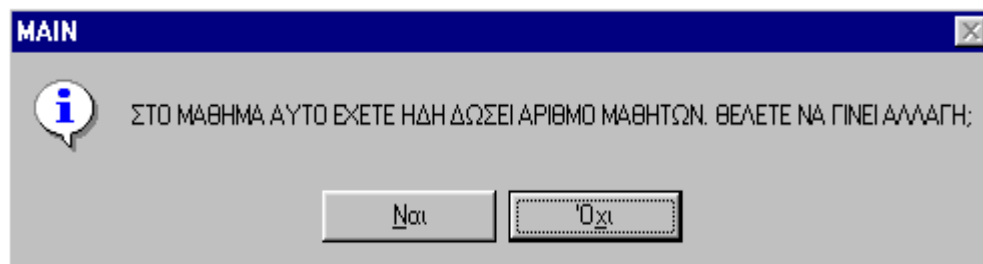 MAIN
ΣΤΟ ΜΑΘΗΜΑ ΑΥΤΟ ΕΧΕΤΕ ΗΔΗ ΔΩΣΕΙ ΑΡΙΘΜΟ ΜΑΘΗΤΩΝ. ΘΕΛΕΤΕ ΝΑ ΓΙΝΕΙ ΑΛΛΑΓΗ;
Ναι Όχι